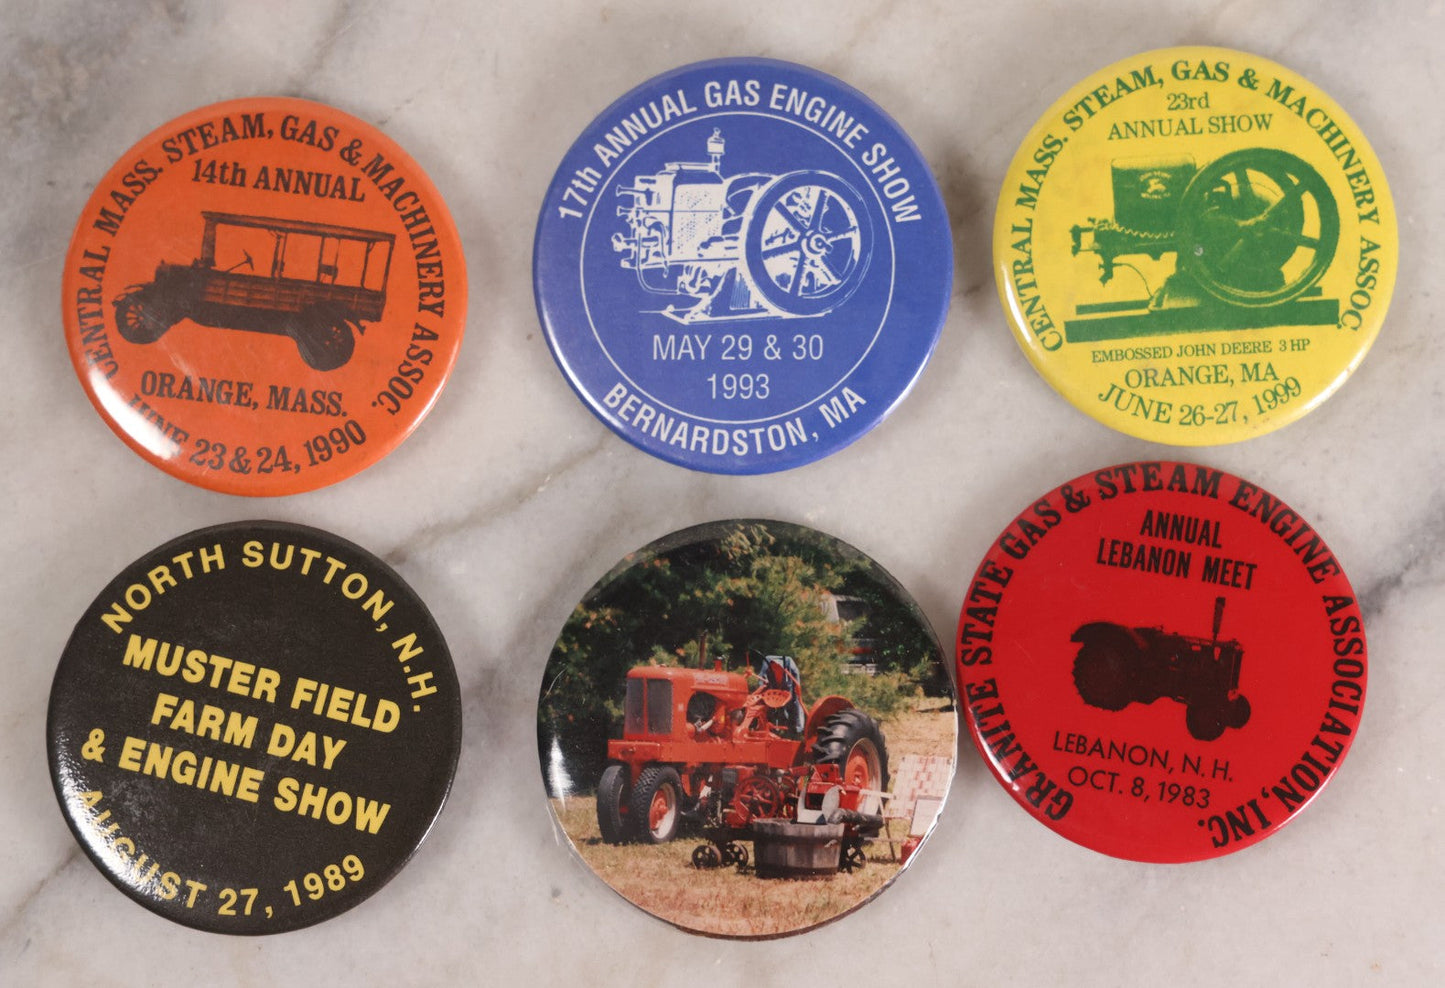 CENTRAL MASS. STEAM, GAS & MACHINERY ASSOC.
14th ANNUAL
ORANGE, MASS.
JUNE 23 & 24, 1990
17th ANNUAL GAS ENGINE SHOW
MAY 29 & 30
1993
BERNARDSTON, MA
CENTRAL MASS. STEAM, GAS & MACHINERY ASSOC.
23rd
ANNUAL SHOW
EMBOSSED JOHN DEERE 3 HP
ORANGE, MA
JUNE 26-27, 1999
NORTH SUTTON, N.H.
MUSTER FIELD
FARM DAY
& ENGINE SHOW
AUGUST 27, 1989
GRANITE STATE GAS & STEAM ENGINE ASSOCIATION, INC.
ANNUAL
LEBANON MEET
LEBANON, N.H.
OCT. 8, 1983